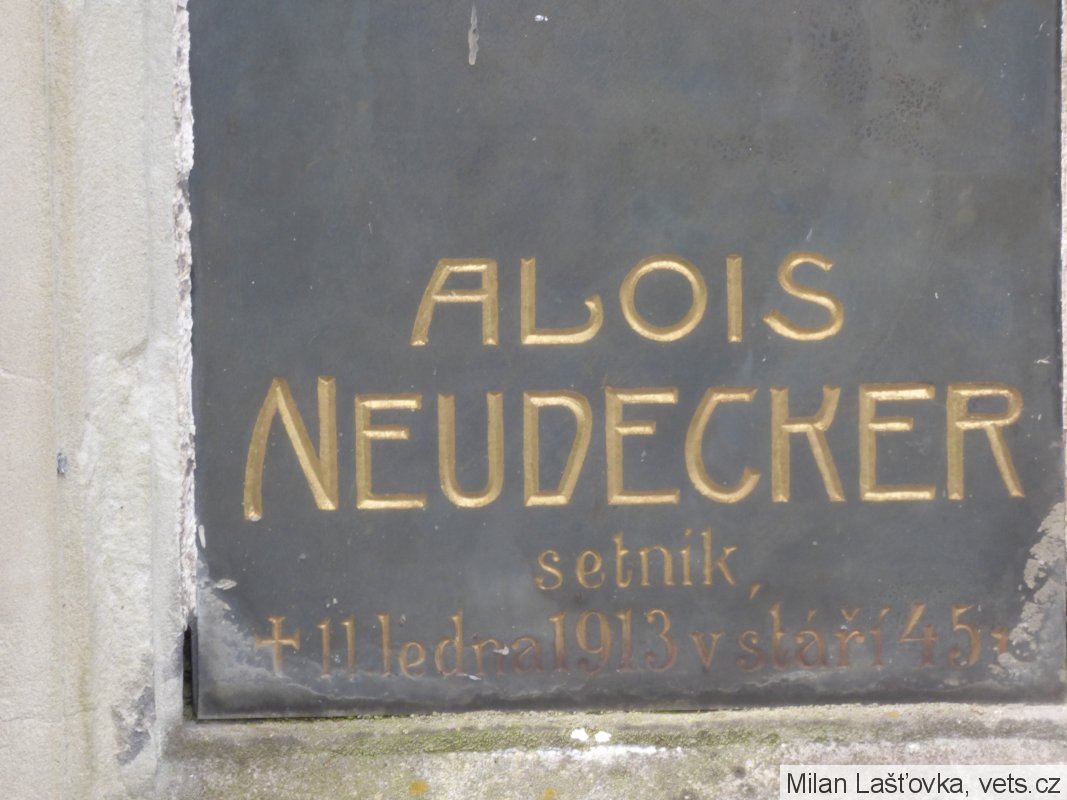 ALOIS
NEUDECKER
setník,
† 11. ledna 1913 v stáří 45
Milan Lašťovka, vets.cz